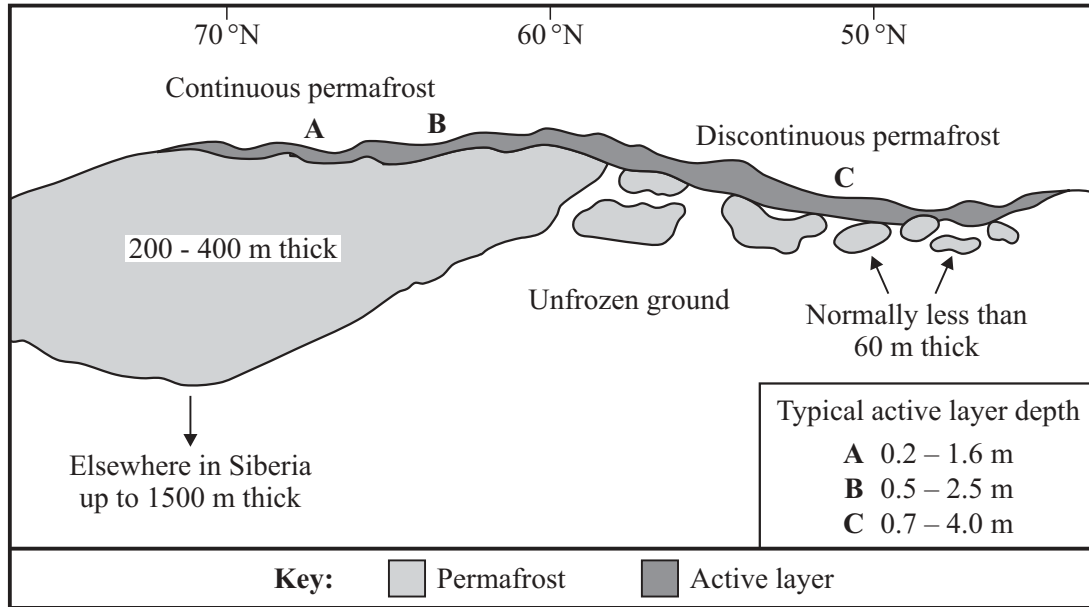 70 °N
60 °N
50 °N
Continuous permafrost
A
B
Discontinuous permafrost
C
200 - 400 m thick
Unfrozen ground
Normally less than
60 m thick
Elsewhere in Siberia
up to 1500 m thick
Typical active layer depth
A 0.2 – 1.6 m
B 0.5 – 2.5 m
C 0.7 – 4.0 m
Key: Permafrost Active layer